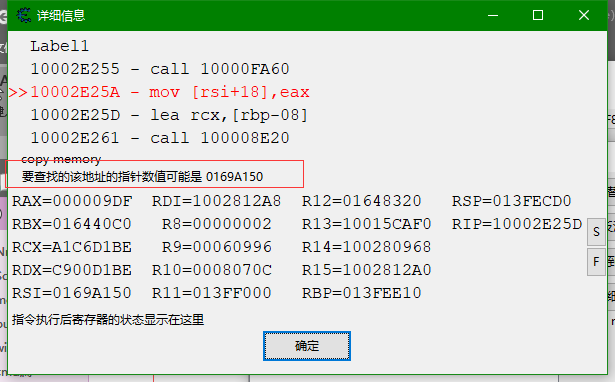 详细信息
Label1
10002E255 - call 10000FA60
>>10002E25A - mov [rsi+18],eax
10002E25D - lea rcx,[rbp-08]
10002E261 - call 100008E20
copy memory
要查找的该地址的指针数值可能是 0169A150
RAX=000009DF RDI=1002812A8 R12=01648320 RSP=013FECD0
RBX=016440C0 R8=00000002 R13=10015CAF0 RIP=10002E25D
RCX=A1C6D1BE R9=00060996 R14=100280968
RDX=C900D1BE R10=0008070C R15=1002812A0
RSI=0169A150 R11=013FF000 RBP=013FEE10
S
F
指令执行后寄存器的状态显示在这里
确定